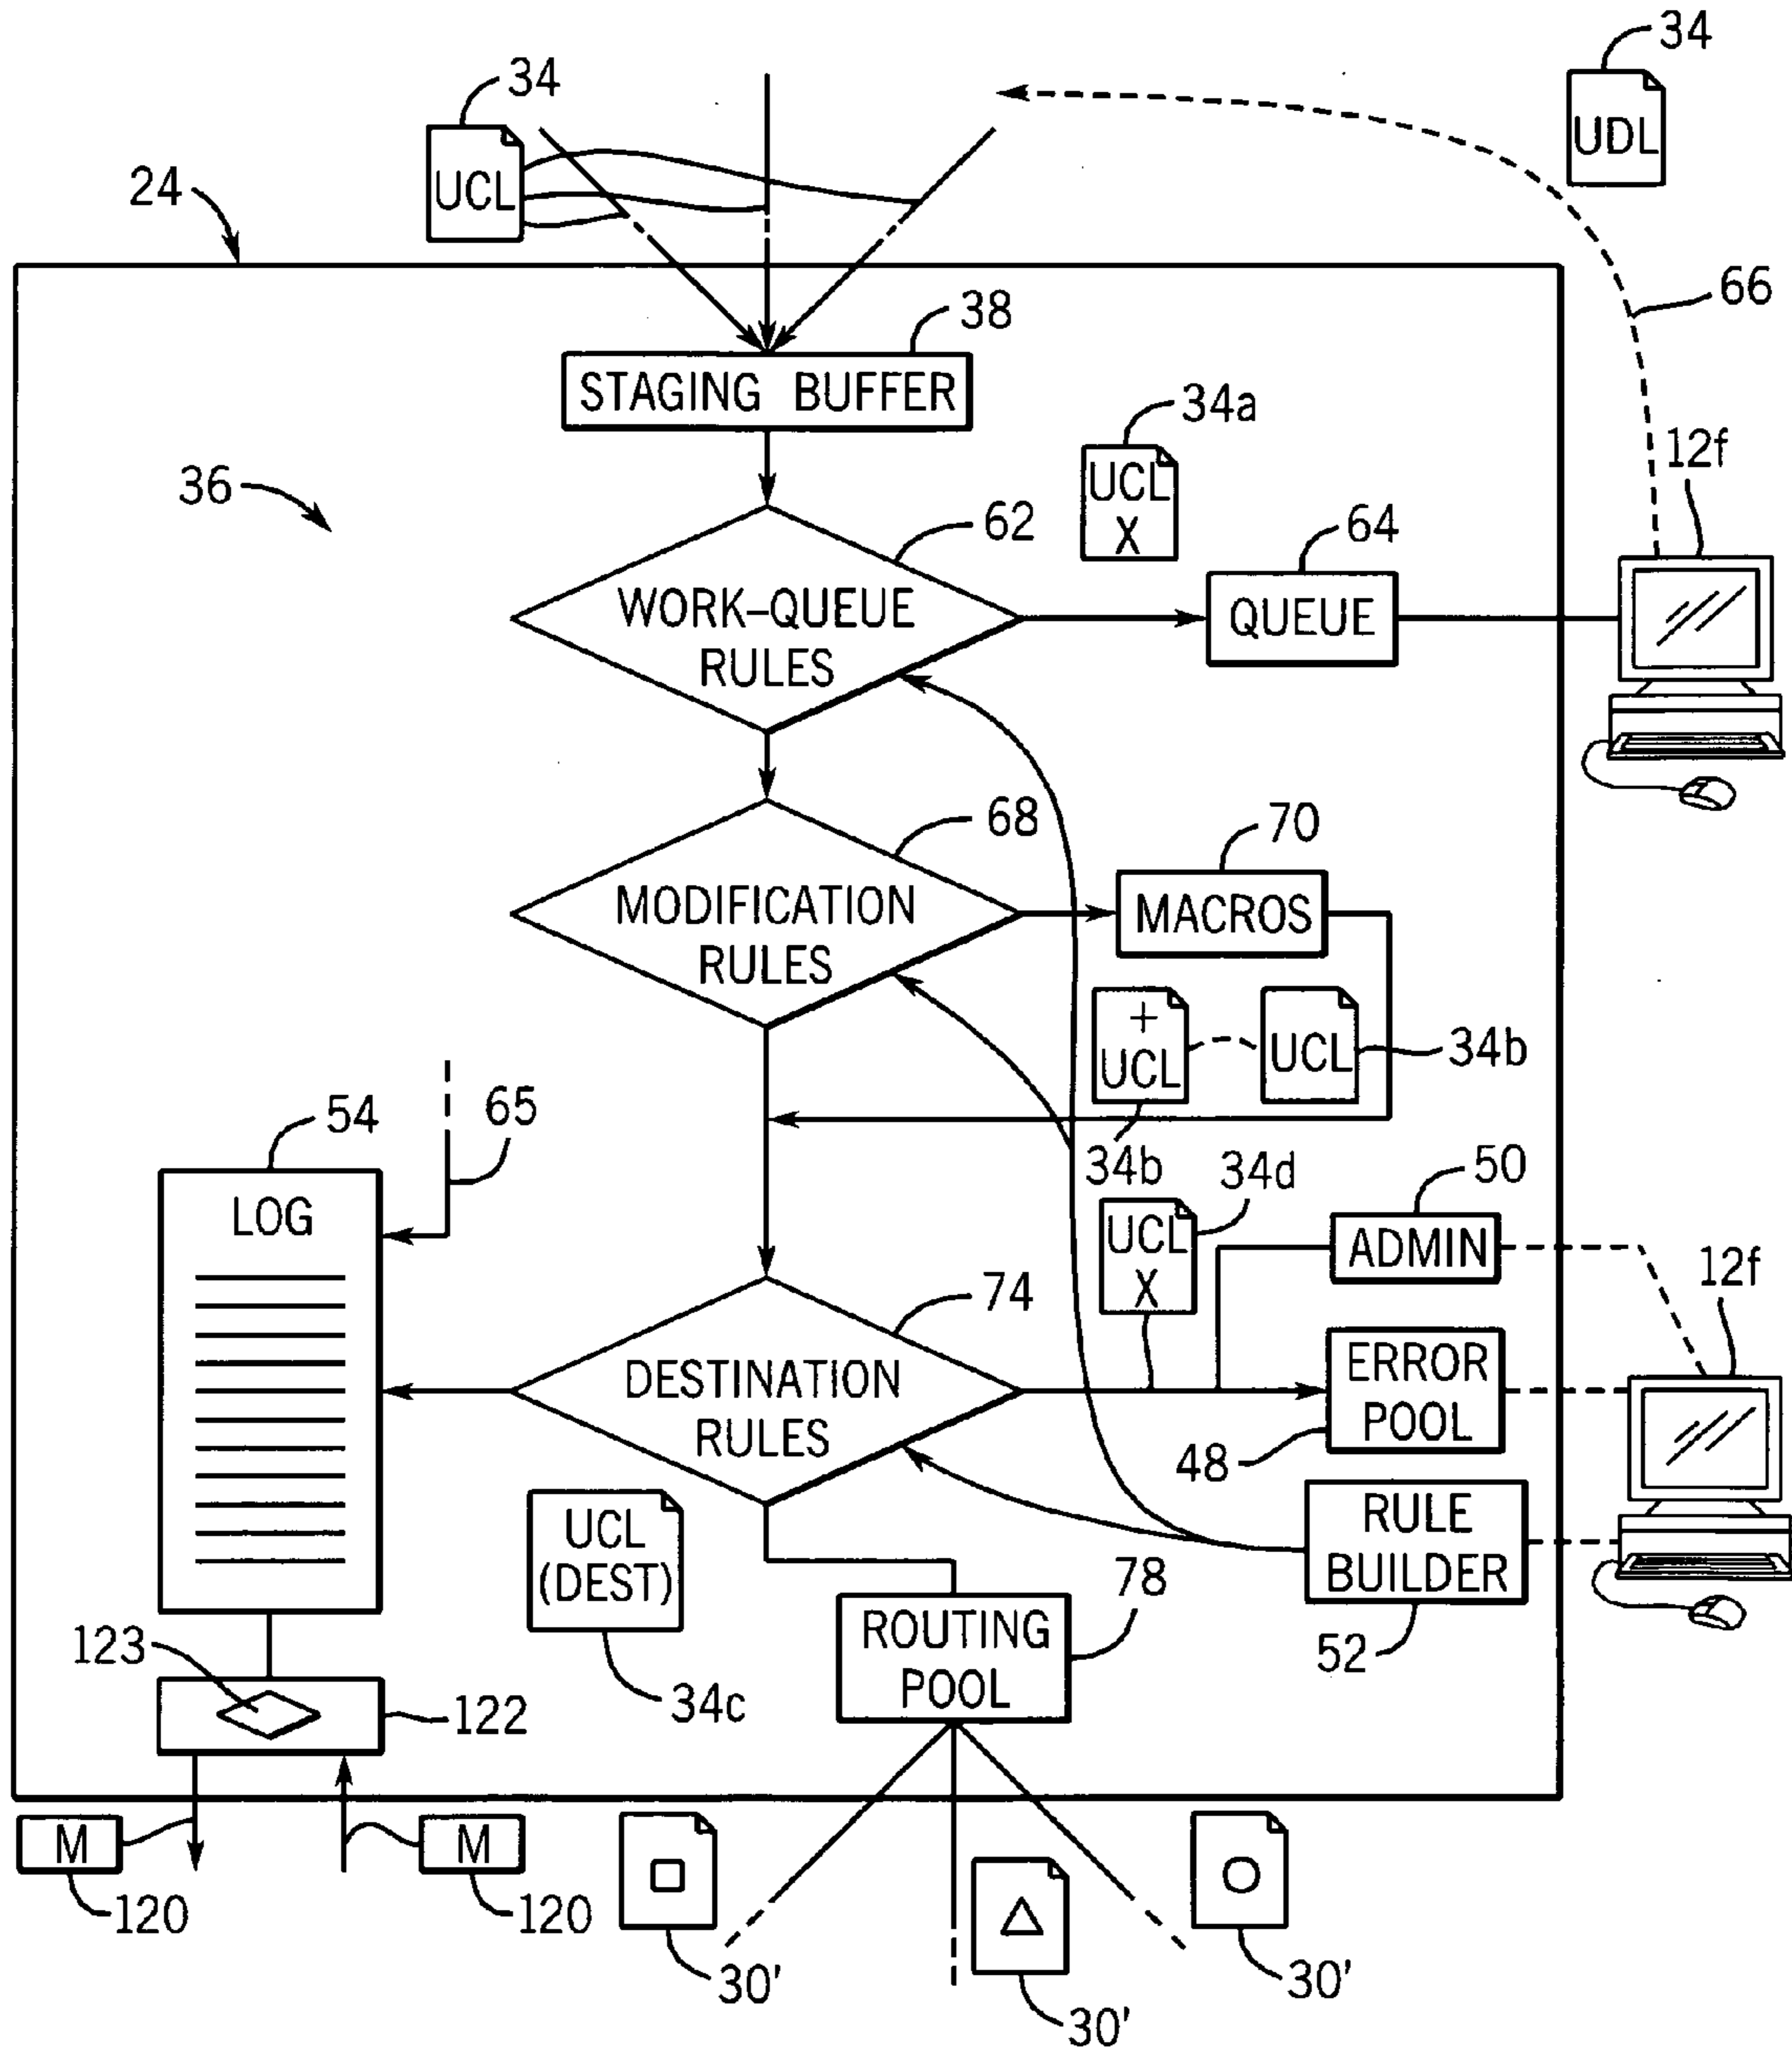 34
34
UCL
UDL
24
66
38
STAGING BUFFER
34a
UCL
X
12f
36
62
64
WORK-QUEUE
RULES
QUEUE
68
70
MODIFICATION
RULES
MACROS
+
UCL
UCL
34b
54
65
34b
34d
50
LOG
UCL
X
ADMIN
74
12f
DESTINATION
RULES
ERROR
POOL
48
UCL
(DEST)
RULE
BUILDER
78
ROUTING
POOL
52
123
122
34c
M
M
120
120
30'
30'
30'